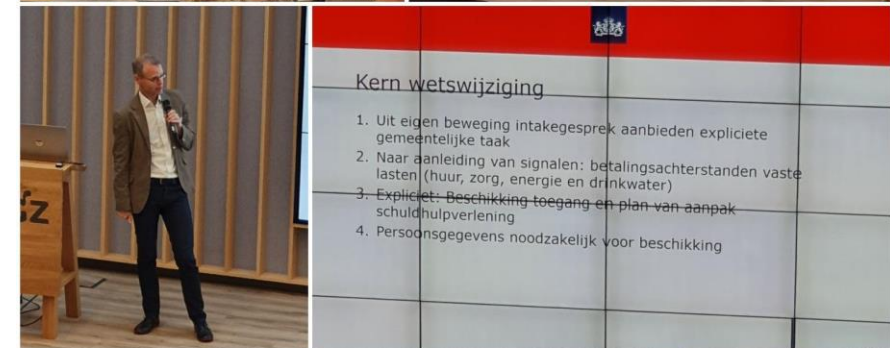 Z
Kern wetswijziging
1. Uit eigen beweging intakegesprek aanbieden expliciete
gemeentelijke taak
2. Naar aanleiding van signalen: betalingsachterstanden vaste
lasten (huur, zorg, energie en drinkwater)
3. Expliciet: Beschikking toegang en plan van aanpak
schuldhulpverlening
4. Persoonsgegevens noodzakelijk voor beschikking